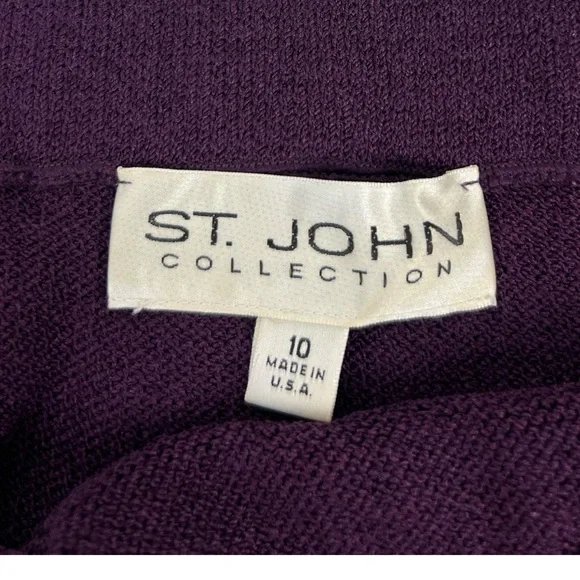 ST. JOHN
COLLECTION
10
MADE IN
U.S.A.